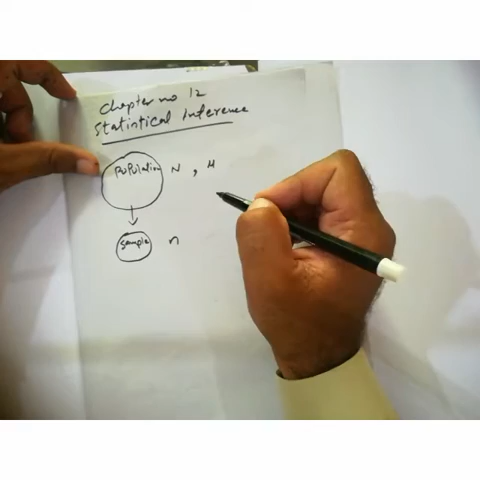 Chapter no 12
Statistical Inference
Population N , μ
Sample n